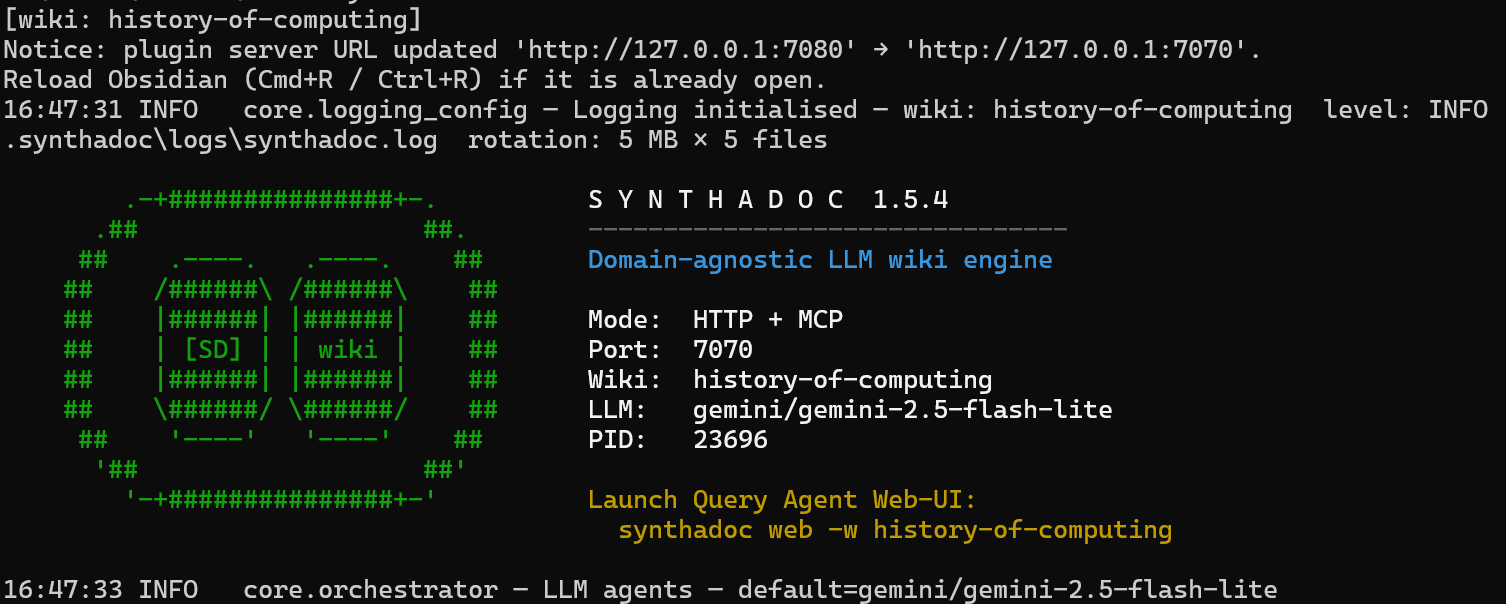 [wiki: history-of-computing]
Notice: plugin server URL updated 'http://127.0.0.1:7080' → 'http://127.0.0.1:7070'.
Reload Obsidian (Cmd+R / Ctrl+R) if it is already open.
16:47:31 INFO   core.logging_config — Logging initialised — wiki: history-of-computing  level: INFO
.synthadoc\logs\synthadoc.log  rotation: 5 MB × 5 files
        .-+###############+-.          S Y N T H A D O C  1.5.4
      .##                   ##.        --------------------------------
     ##    .----.   .----.    ##       Domain-agnostic LLM wiki engine
    ##    /######\ /######\    ##
    ##    |######| |######|    ##      Mode:  HTTP + MCP
    ##    | [SD] | | wiki |    ##      Port:  7070
    ##    |######| |######|    ##      Wiki:  history-of-computing
    ##    \######/ \######/    ##      LLM:   gemini/gemini-2.5-flash-lite
     ##    '----'   '----'    ##       PID:   23696
      '##                   ##'
        '-+###############+-'          Launch Query Agent Web-UI:
                                         synthadoc web -w history-of-computing
16:47:33 INFO   core.orchestrator — LLM agents — default=gemini/gemini-2.5-flash-lite